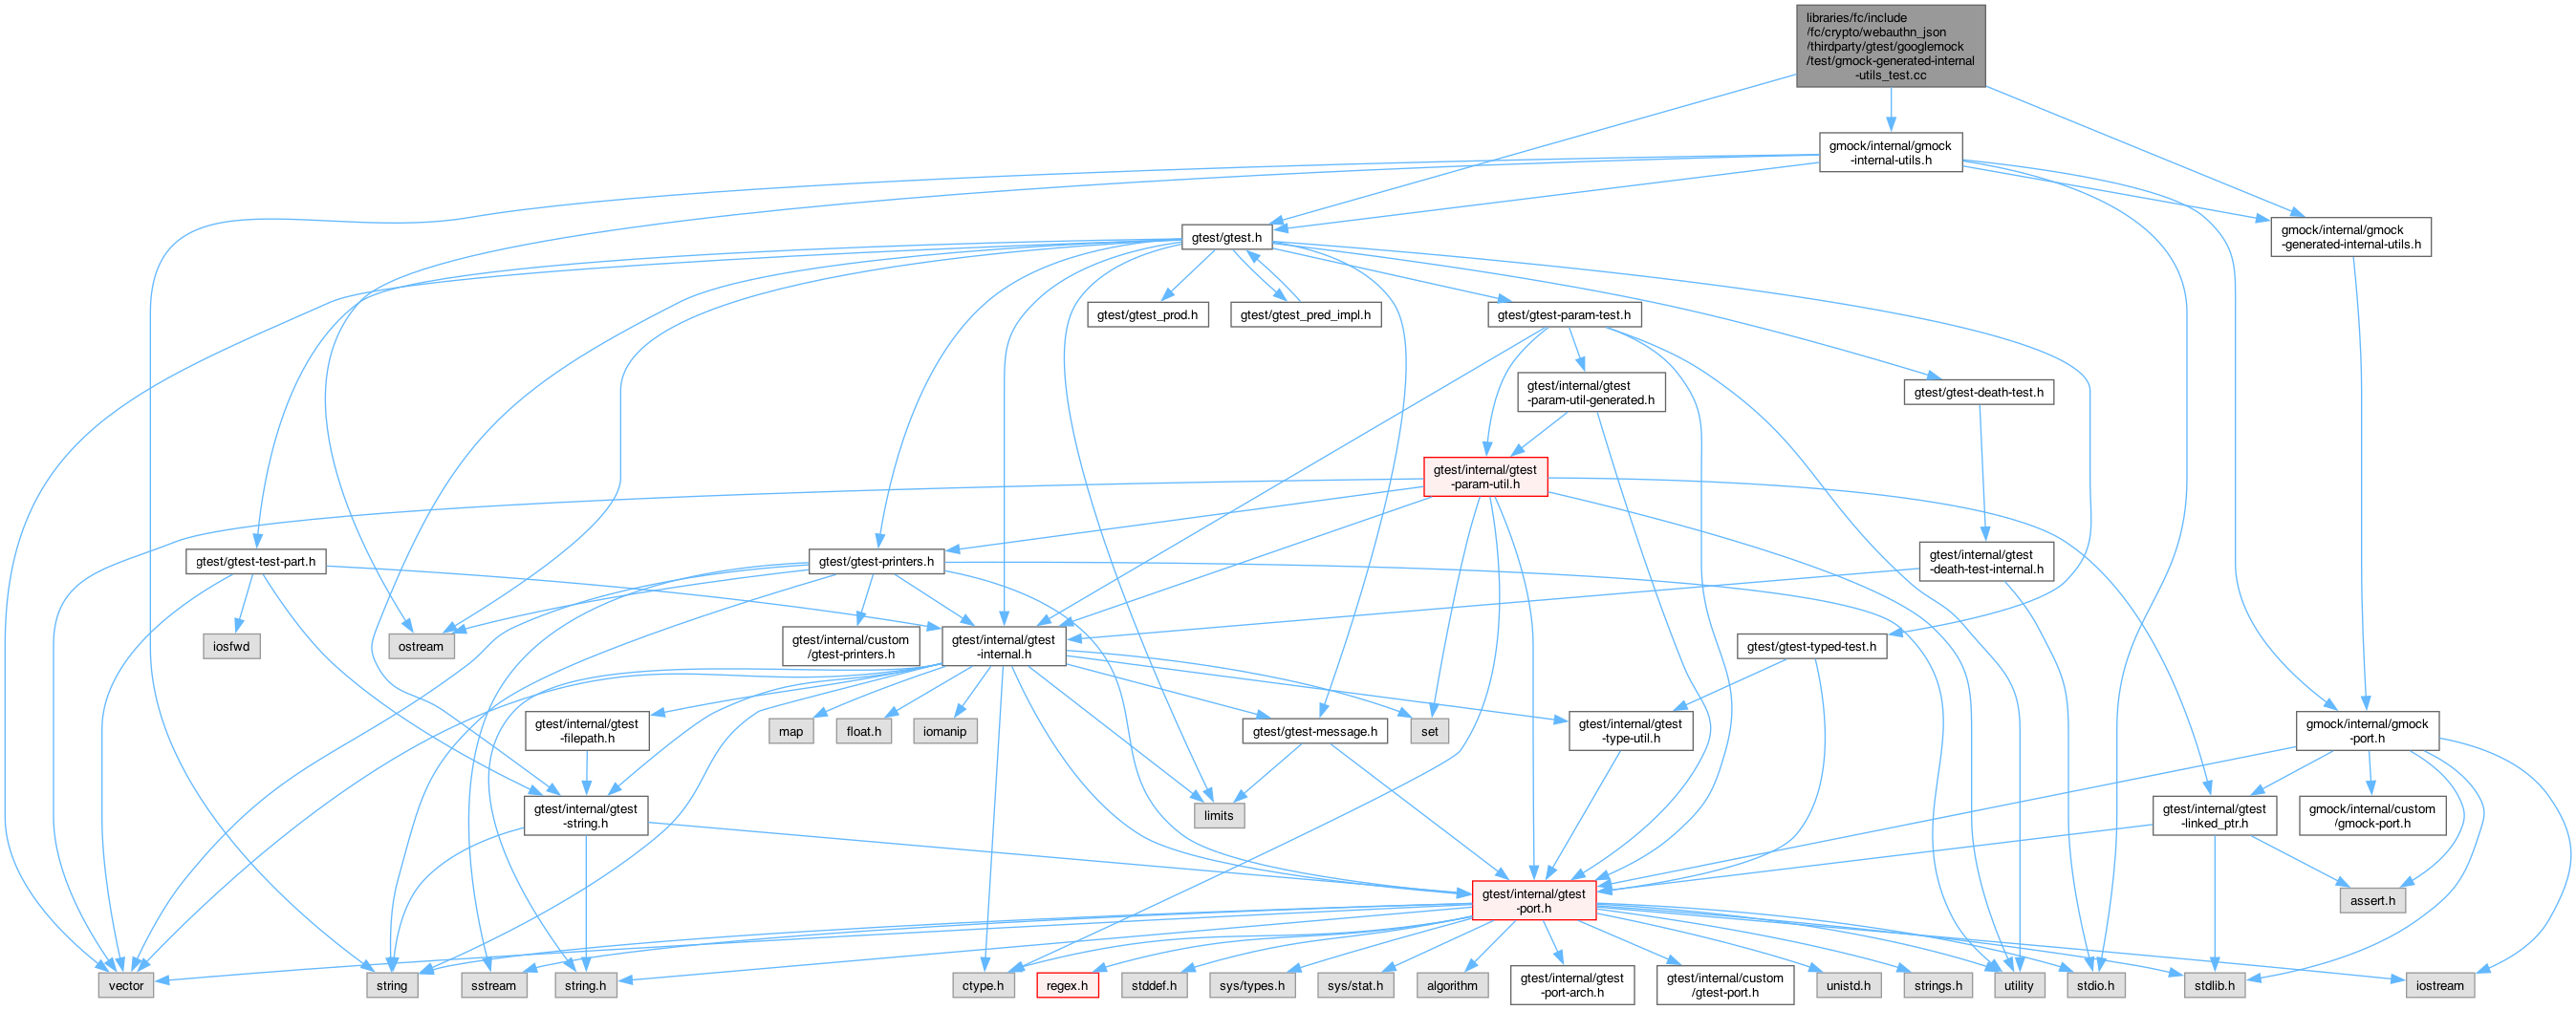 libraries/fc/include
/fc/crypto/webauthn_json
/thirdparty/gtest/googlemock
/test/gmock-generated-internal
-utils_test.cc
gmock/internal/gmock
-internal-utils.h
gtest/gtest.h
gmock/internal/gmock
-generated-internal-utils.h
gtest/gtest_prod.h
gtest/gtest_pred_impl.h
gtest/gtest-param-test.h
gtest/internal/gtest
-param-util-generated.h
gtest/gtest-death-test.h
gtest/internal/gtest
-param-util.h
gtest/gtest-test-part.h
gtest/gtest-printers.h
gtest/internal/gtest
-death-test-internal.h
iosfwd
ostream
gtest/internal/custom
/gtest-printers.h
gtest/internal/gtest
-internal.h
gtest/gtest-typed-test.h
gtest/internal/gtest
-filepath.h
map
float.h
iomanip
gtest/gtest-message.h
set
gtest/internal/gtest
-type-util.h
gmock/internal/gmock
-port.h
gtest/internal/gtest
-string.h
limits
gtest/internal/gtest
-linked_ptr.h
gmock/internal/custom
/gmock-port.h
gtest/internal/gtest
-port.h
assert.h
vector
string
sstream
string.h
ctype.h
regex.h
stddef.h
sys/types.h
sys/stat.h
algorithm
gtest/internal/gtest
-port-arch.h
gtest/internal/custom
/gtest-port.h
unistd.h
strings.h
utility
stdio.h
stdlib.h
iostream